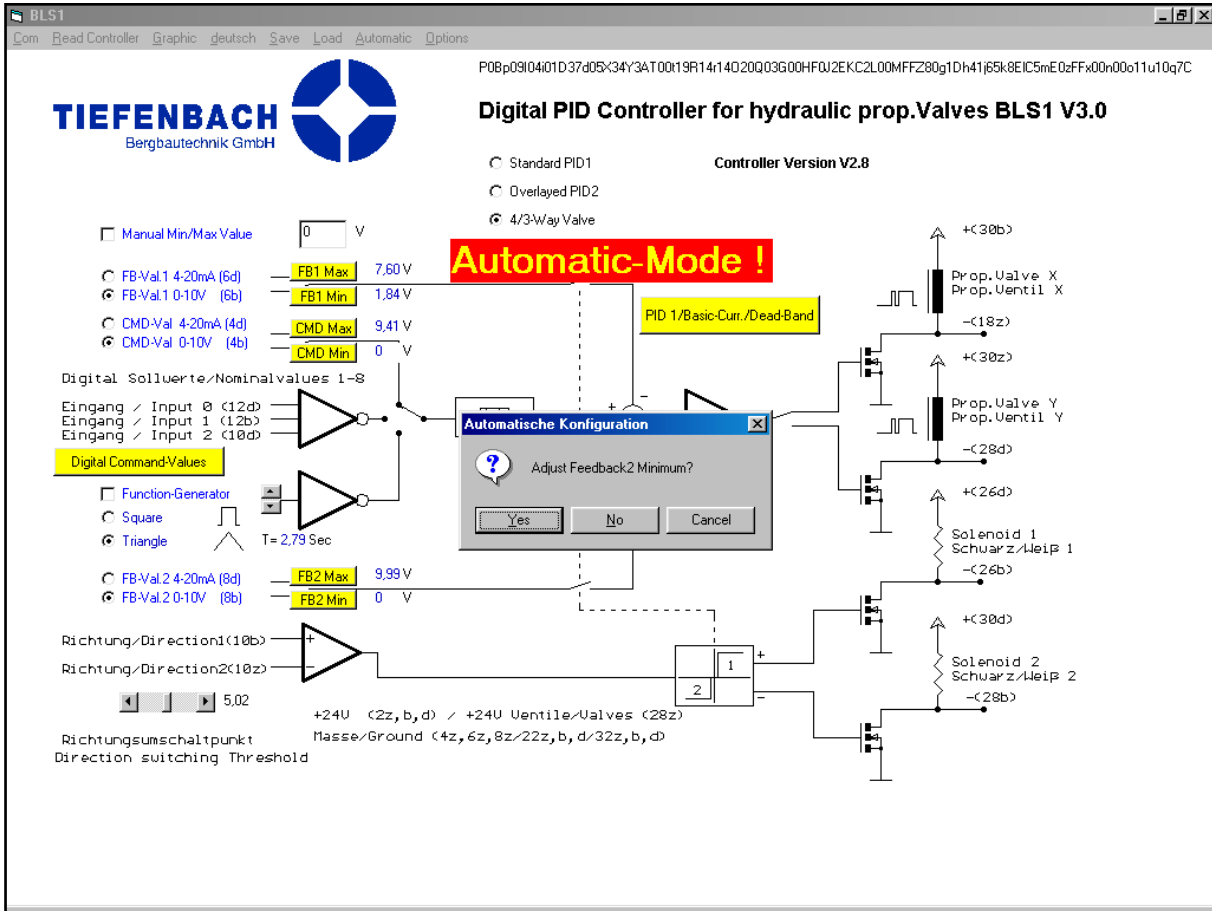 BLS1
Com Read Controller Graphic deutsch Save Load Automatic Options
P0Bp09I04i01D37d05X34Y3AT00t19R14r14O20Q03G00HF0J2EKC2L00MFFZ80g1Dh41j65k8EIC5mE0zFFx00n00o11u10q7C
TIEFENBACH
Bergbautechnik GmbH
Digital PID Controller for hydraulic prop.Valves BLS1 V3.0
Standard PID1
Controller Version V2.8
Overlayed PID2
4/3-Way Valve
Manual Min/Max Value 0 V
Automatic-Mode !
FB-Val.1 4-20mA (6d) FB1 Max 7,60 V
FB-Val.1 0-10V (6b) FB1 Min 1,84 V
CMD-Val 4-20mA (4d) CMD Max 9,41 V
CMD-Val 0-10V (4b) CMD Min 0 V
PID 1/Basic-Curr./Dead-Band
Digital Sollwerte/Nominalvalues 1-8
Eingang / Input 0 (12d)
Eingang / Input 1 (12b)
Eingang / Input 2 (10d)
Digital Command-Values
Function-Generator
Square
Triangle T= 2,79 Sec
FB-Val.2 4-20mA (8d) FB2 Max 9,99 V
FB-Val.2 0-10V (8b) FB2 Min 0 V
Richtung/Direction1(10b) +
Richtung/Direction2(10z) −
5,02
Richtungsumschaltpunkt
Direction switching Threshold
+24V (2z,b,d) / +24V Ventile/Valves (28z)
Masse/Ground (4z,6z,8z/22z,b,d/32z,b,d)
+ −
Automatische Konfiguration
Adjust Feedback2 Minimum?
Yes No Cancel
1 +
2 −
+(30b)
Prop.Valve X
Prop.Ventil X
-(18z)
+(30z)
Prop.Valve Y
Prop.Ventil Y
-(28d)
+(26d)
Solenoid 1
Schwarz/Weiß 1
-(26b)
+(30d)
Solenoid 2
Schwarz/Weiß 2
-(28b)